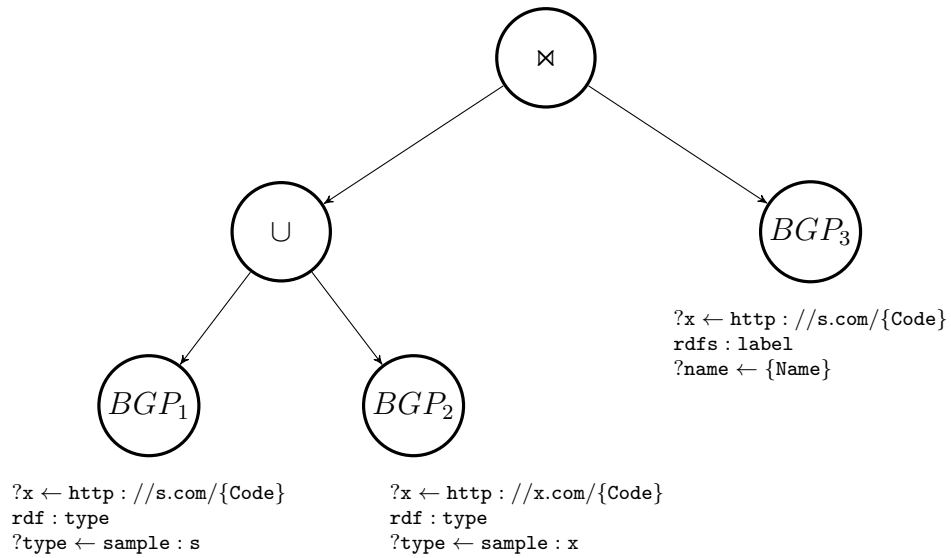 ⋈
∪
BGP₃
?x ← http : //s.com/{Code}
rdfs : label
?name ← {Name}
BGP₁
BGP₂
?x ← http : //s.com/{Code}
rdf : type
?type ← sample : s
?x ← http : //x.com/{Code}
rdf : type
?type ← sample : x